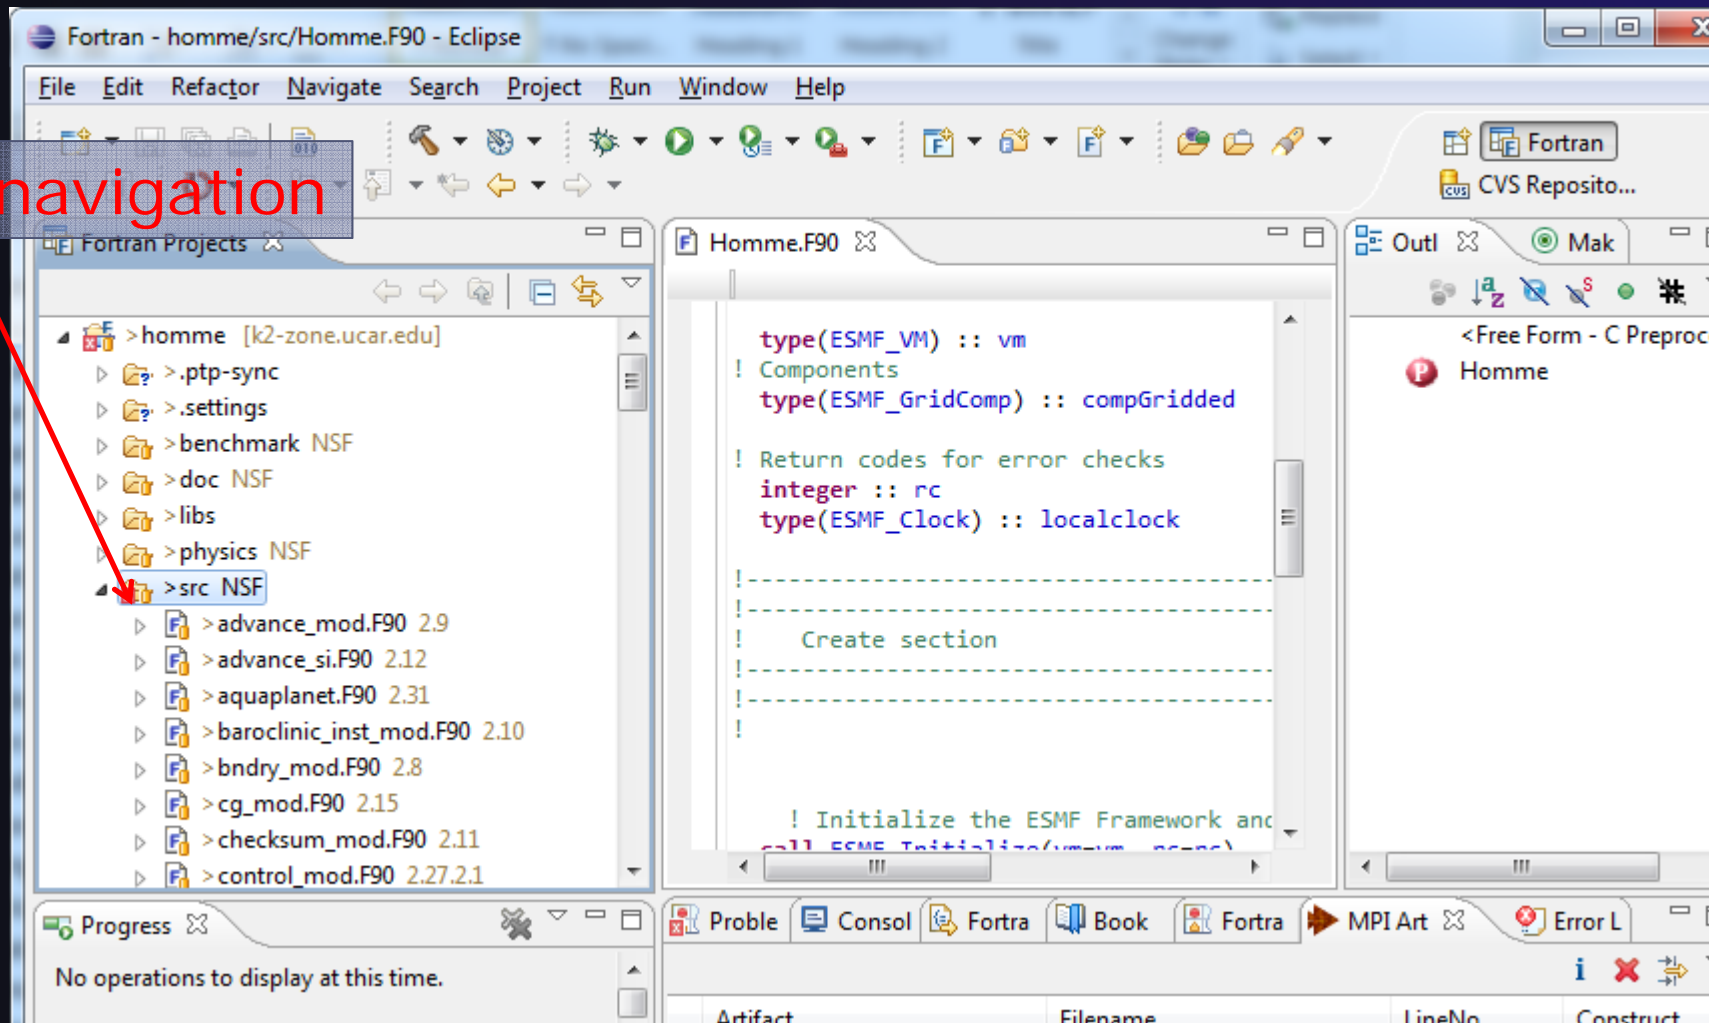 Fortran - homme/src/Homme.F90 - Eclipse
File Edit Refactor Navigate Search Project Run Window Help
navigation
Fortran
CVS Reposito...
Fortran Projects
>homme [k2-zone.ucar.edu]
>.ptp-sync
>.settings
>benchmark NSF
>doc NSF
>libs
>physics NSF
>src NSF
>advance_mod.F90 2.9
>advance_si.F90 2.12
>aquaplanet.F90 2.31
>baroclinic_inst_mod.F90 2.10
>bndry_mod.F90 2.8
>cg_mod.F90 2.15
>checksum_mod.F90 2.11
>control_mod.F90 2.27.2.1
Homme.F90
type(ESMF_VM) :: vm
! Components
type(ESMF_GridComp) :: compGridded
! Return codes for error checks
integer :: rc
type(ESMF_Clock) :: localclock
!--------------------------------------
!--------------------------------------
! Create section
!--------------------------------------
!--------------------------------------
!
! Initialize the ESMF Framework and
call ESMF_Initialize(vm=vm, rc=rc)
Outl Mak
<Free Form - C Preproc
Homme
Progress
No operations to display at this time.
Proble Consol Fortra Book Fortra MPI Art Error L
Artifact Filename LineNo Construct